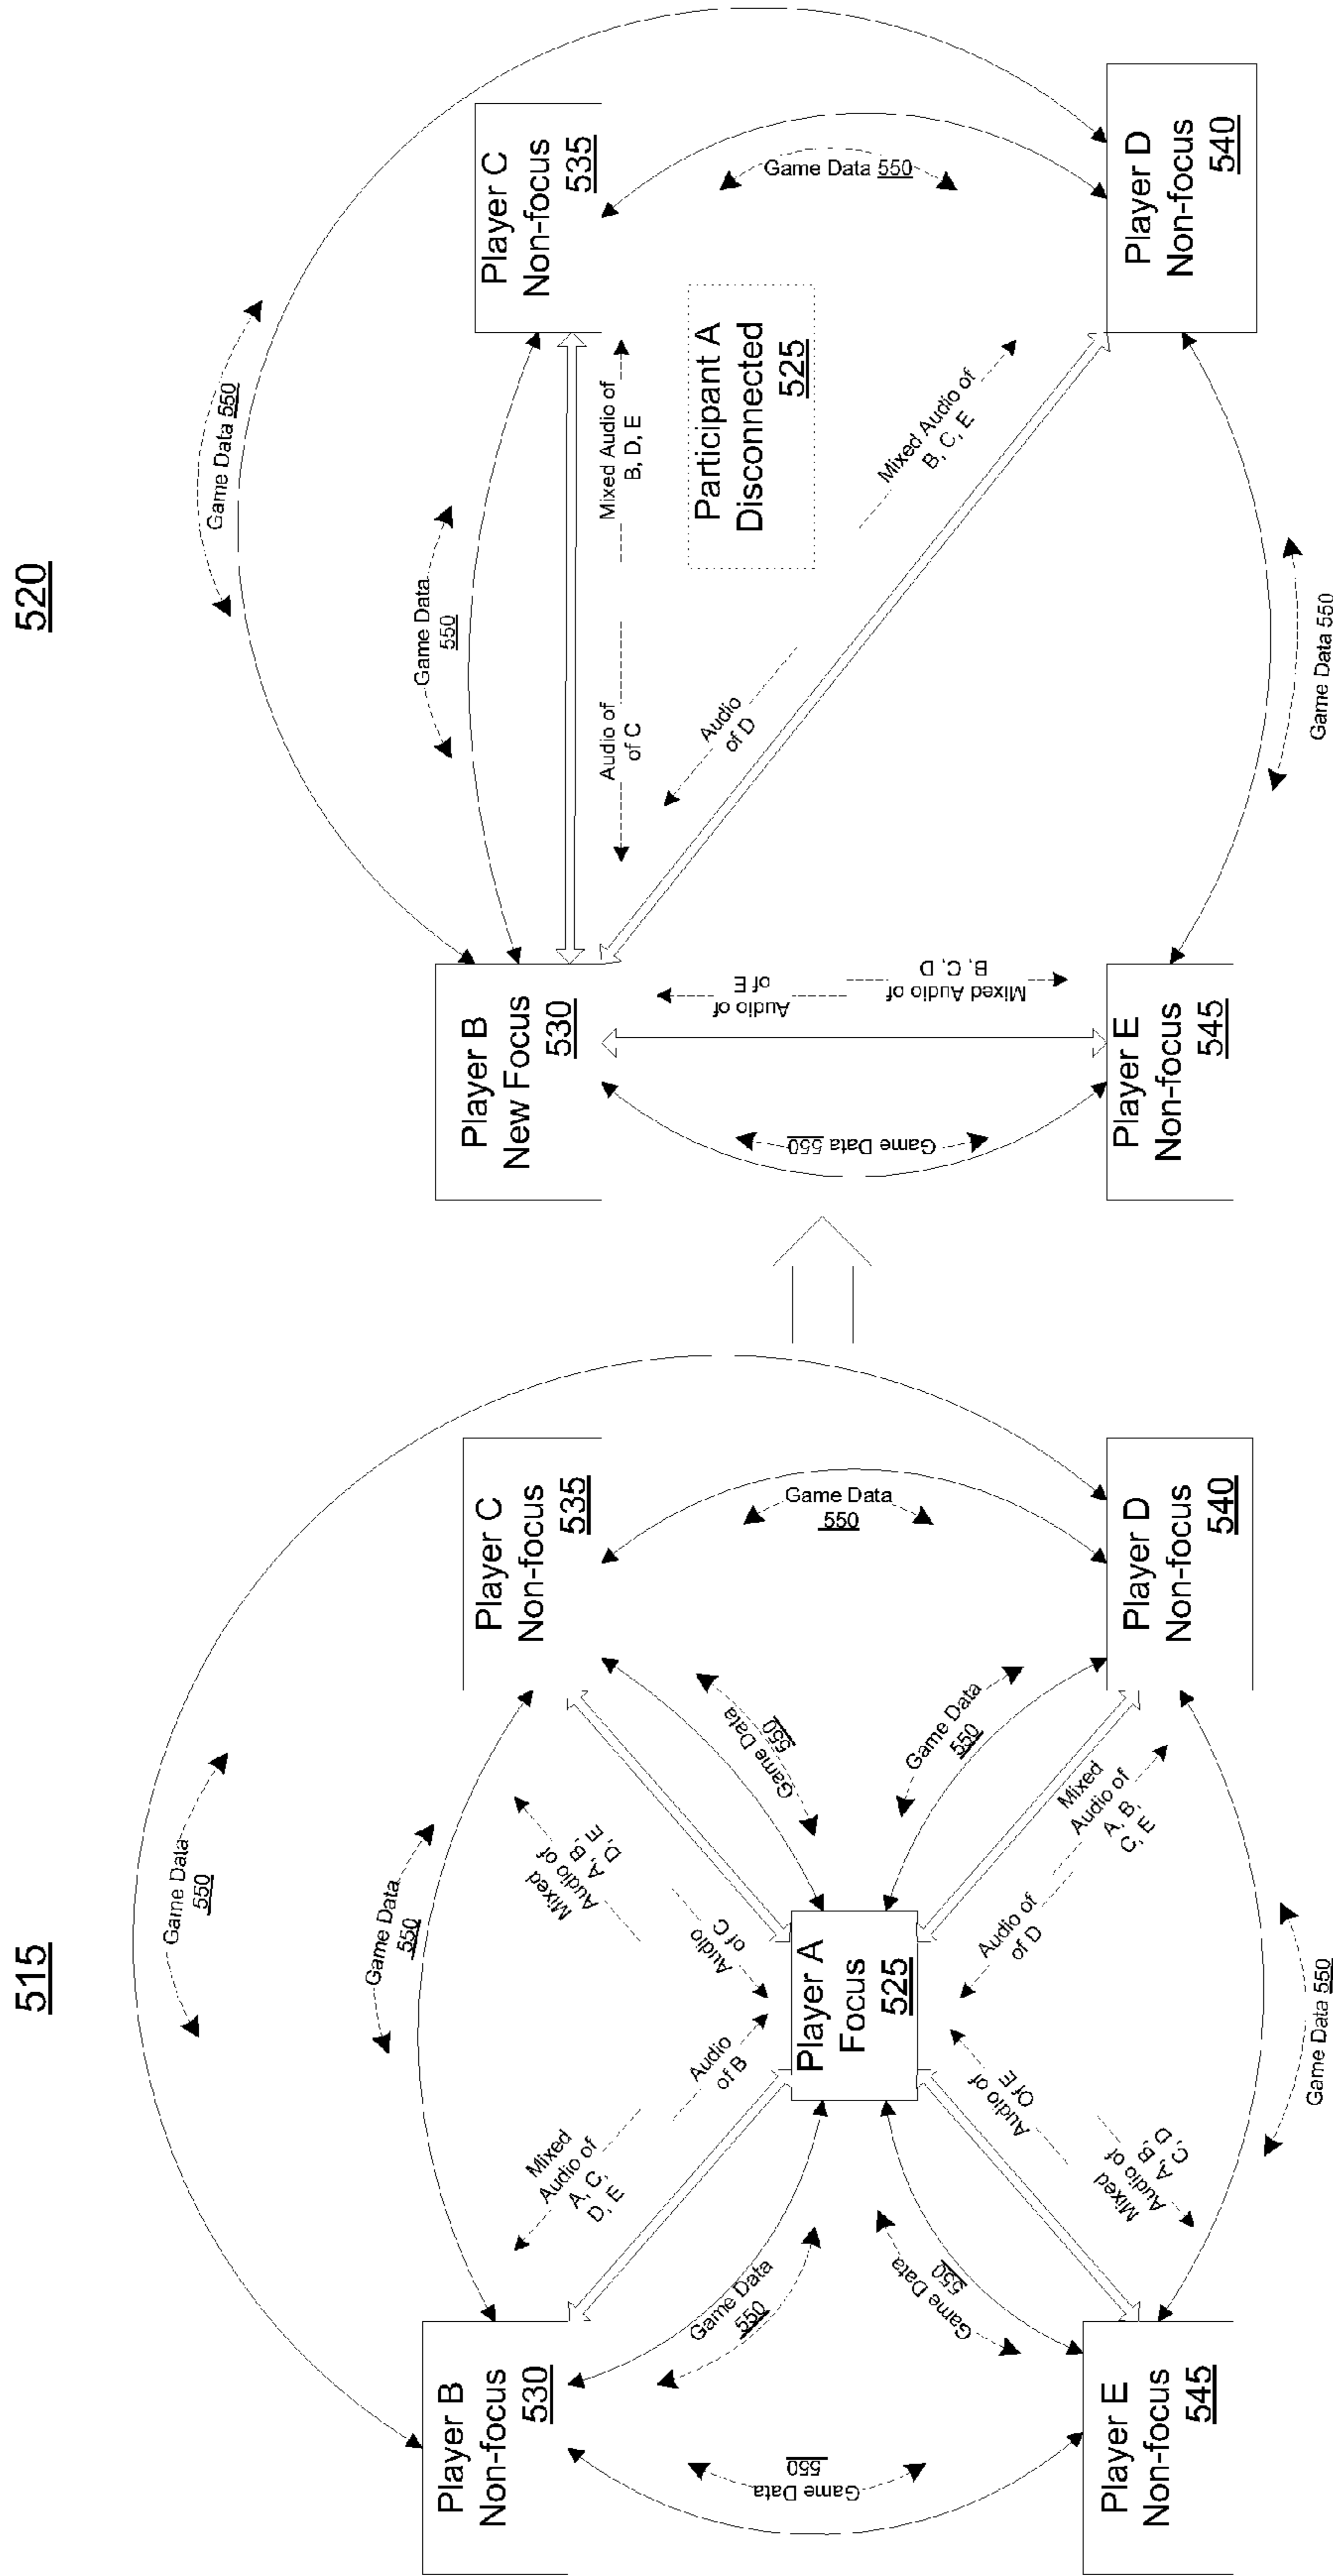 515
Game Data
550
Game Data
550
Player B
Non-focus
530
Player C
Non-focus
535
Mixed
Audio of
A, C,
D, E
Audio
of B
Mixed
Audio of
A, B,
D, E
Audio
of C
Game Data
550
Game Data
550
Game Data
550
Player A
Focus
525
Game Data
550
Game Data
550
Game Data
550
Audio of
Of E
Mixed
Audio of
A, B,
C, D
Audio of
of D
Mixed
Audio of
A, B,
C, E
Player E
Non-focus
545
Player D
Non-focus
540
Game Data 550
520
Game Data 550
Game Data
550
Player B
New Focus
530
Player C
Non-focus
535
Audio of
of C
Mixed Audio of
B, D, E
Audio
of D
Participant A
Disconnected
525
Game Data 550
Game Data 550
Audio of
of E
Mixed Audio of
B, C, D
Mixed Audio of
B, C, E
Player E
Non-focus
545
Player D
Non-focus
540
Game Data 550